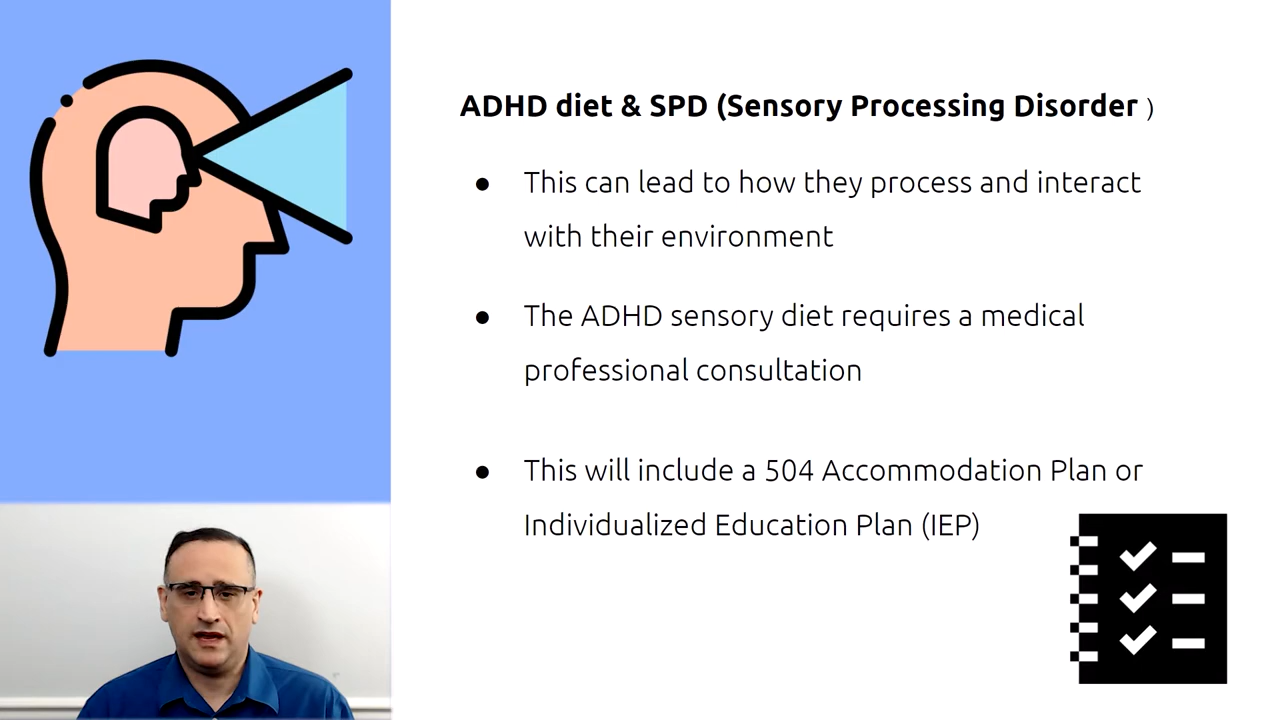 ADHD diet & SPD (Sensory Processing Disorder )
● This can lead to how they process and interact
with their environment
● The ADHD sensory diet requires a medical
professional consultation
● This will include a 504 Accommodation Plan or
Individualized Education Plan (IEP)